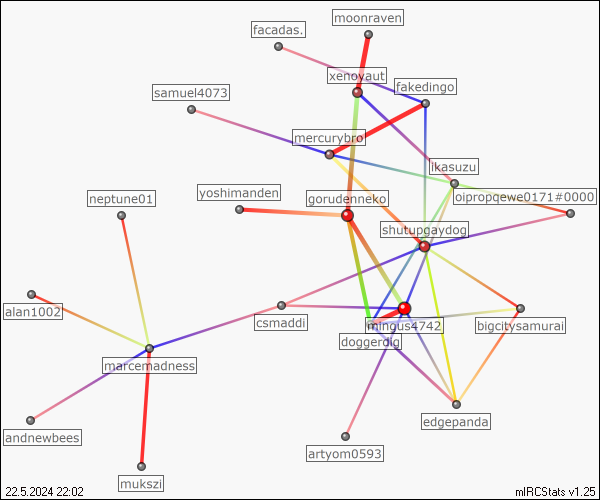 moonraven
facadas.
xenoyaut
fakedingo
samuel4073
mercurybro
ikasuzu
neptune01
yoshimanden
gorudenneko
oipropqewe0171#0000
shutupgaydog
alan1002
csmaddi
mingus4742
bigcitysamurai
doggerdig
marcemadness
edgepanda
andnewbees
artyom0593
mukszi
22.5.2024 22:02
mIRCStats v1.25